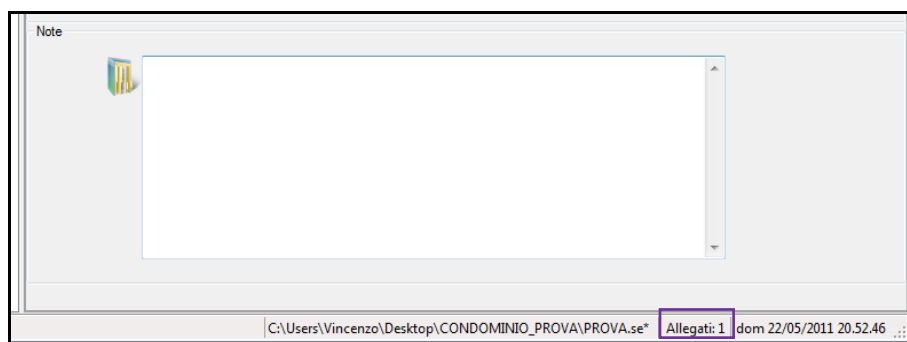 Note
C:\Users\Vincenzo\Desktop\CONDOMINIO_PROVA\PROVA.se* Allegati: 1 dom 22/05/2011 20.52.46